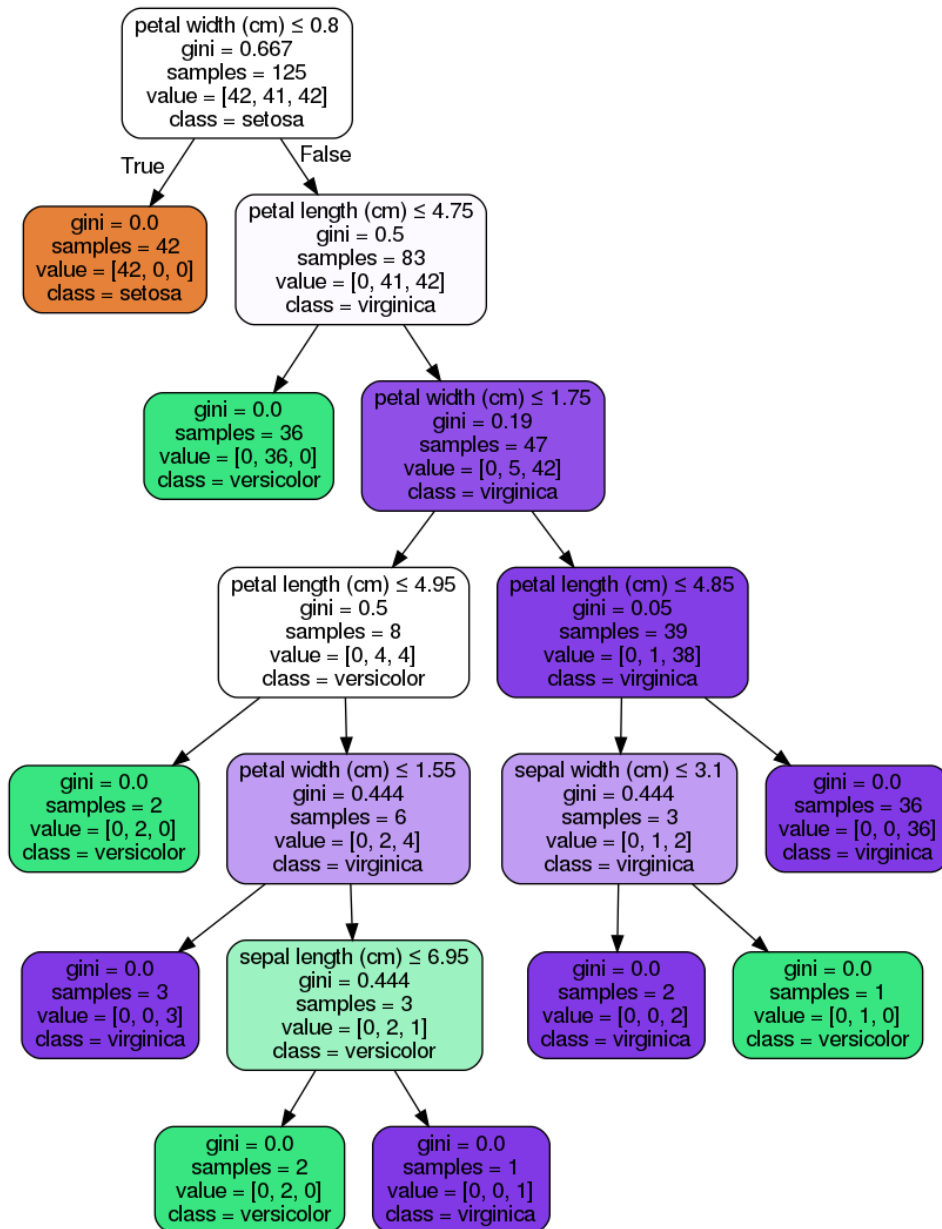 petal width (cm) ≤ 0.8
gini = 0.667
samples = 125
value = [42, 41, 42]
class = setosa
True
False
gini = 0.0
samples = 42
value = [42, 0, 0]
class = setosa
petal length (cm) ≤ 4.75
gini = 0.5
samples = 83
value = [0, 41, 42]
class = virginica
gini = 0.0
samples = 36
value = [0, 36, 0]
class = versicolor
petal width (cm) ≤ 1.75
gini = 0.19
samples = 47
value = [0, 5, 42]
class = virginica
petal length (cm) ≤ 4.95
gini = 0.5
samples = 8
value = [0, 4, 4]
class = versicolor
petal length (cm) ≤ 4.85
gini = 0.05
samples = 39
value = [0, 1, 38]
class = virginica
gini = 0.0
samples = 2
value = [0, 2, 0]
class = versicolor
petal width (cm) ≤ 1.55
gini = 0.444
samples = 6
value = [0, 2, 4]
class = virginica
sepal width (cm) ≤ 3.1
gini = 0.444
samples = 3
value = [0, 1, 2]
class = virginica
gini = 0.0
samples = 36
value = [0, 0, 36]
class = virginica
gini = 0.0
samples = 3
value = [0, 0, 3]
class = virginica
sepal length (cm) ≤ 6.95
gini = 0.444
samples = 3
value = [0, 2, 1]
class = versicolor
gini = 0.0
samples = 2
value = [0, 0, 2]
class = virginica
gini = 0.0
samples = 1
value = [0, 1, 0]
class = versicolor
gini = 0.0
samples = 2
value = [0, 2, 0]
class = versicolor
gini = 0.0
samples = 1
value = [0, 0, 1]
class = virginica